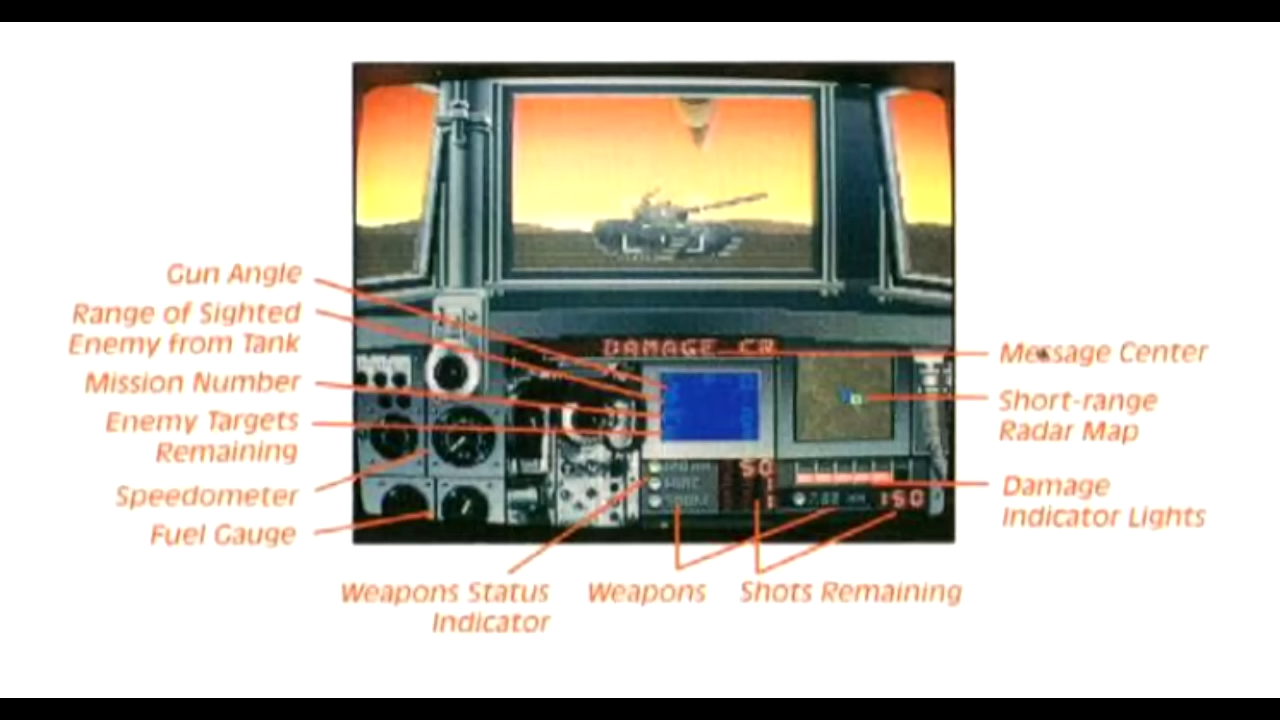 Gun Angle
Range of Sighted
Enemy from Tank
Mission Number
Enemy Targets
Remaining
Speedometer
Fuel Gauge
DAMAGE CR
Message Center
Short-range
Radar Map
Damage
Indicator Lights
50
150
Weapons Status
Indicator
Weapons
Shots Remaining